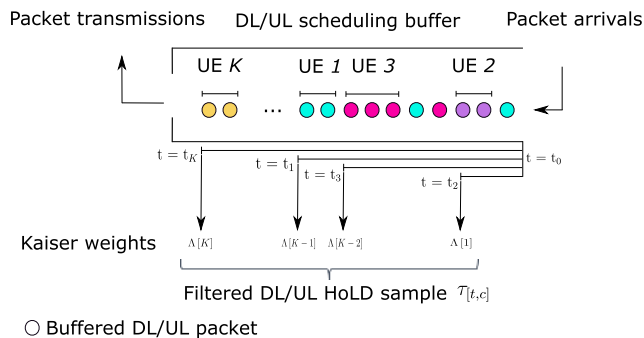 Packet transmissions DL/UL scheduling buffer Packet arrivals
UE K UE 1 UE 3 UE 2
...
t = t_K t = t_1 t = t_3 t = t_2 t = t_0
Kaiser weights Λ[K] Λ[K−1] Λ[K−2] Λ[1]
Filtered DL/UL HoLD sample τ_[t,c]
Buffered DL/UL packet